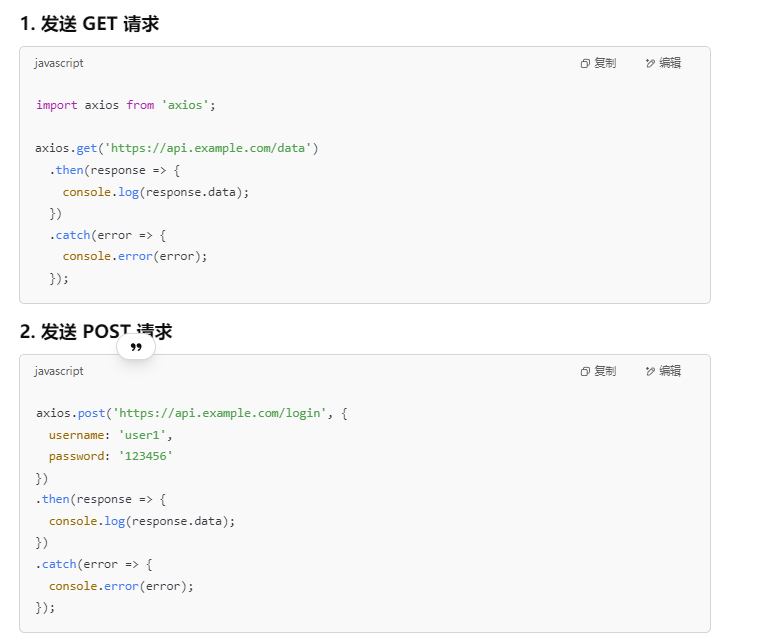 1. 发送 GET 请求
javascript 复制 编辑
import axios from 'axios';
axios.get('https://api.example.com/data')
  .then(response => {
    console.log(response.data);
  })
  .catch(error => {
    console.error(error);
  });
2. 发送 POST 请求
javascript 复制 编辑
axios.post('https://api.example.com/login', {
  username: 'user1',
  password: '123456'
})
.then(response => {
  console.log(response.data);
})
.catch(error => {
  console.error(error);
});